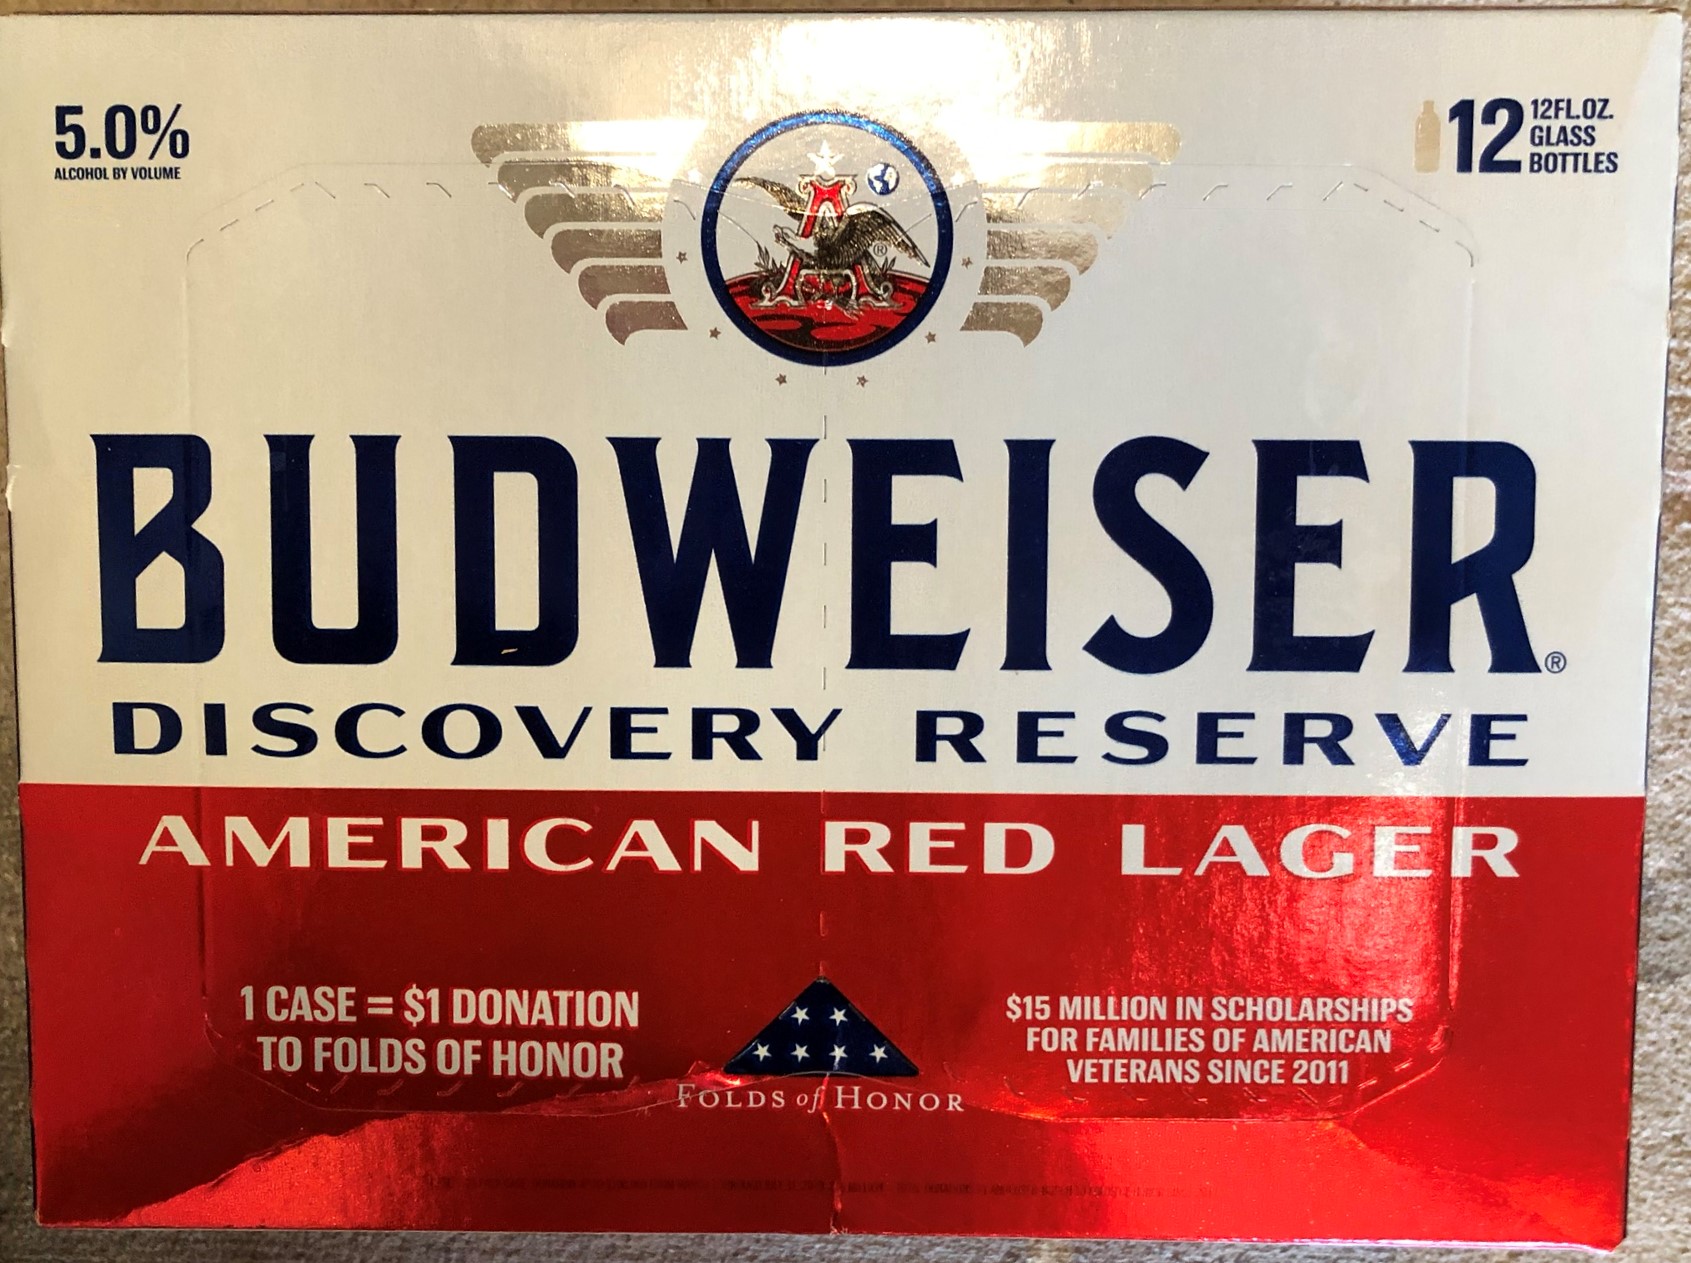 5.0%
ALCOHOL BY VOLUME
12
12FL.OZ.
GLASS
BOTTLES
A
®
BUDWEISER®
DISCOVERY RESERVE
AMERICAN RED LAGER
1 CASE = $1 DONATION
TO FOLDS OF HONOR
FOLDS of HONOR
$15 MILLION IN SCHOLARSHIPS
FOR FAMILIES OF AMERICAN
VETERANS SINCE 2011